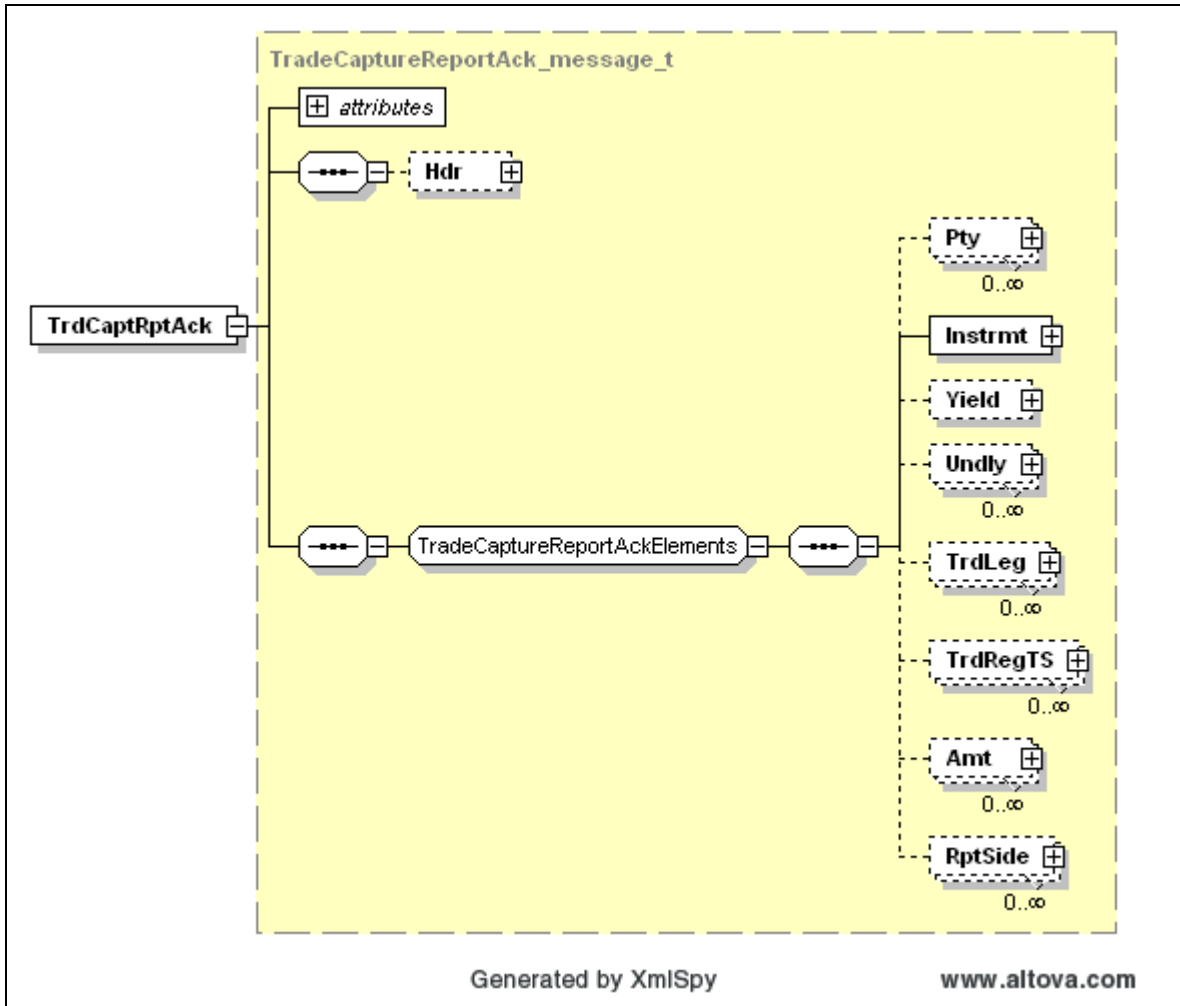 TradeCaptureReportAck_message_t
attributes
Hdr
Pty
0..∞
TrdCaptRptAck
Instrmt
Yield
Undly
0..∞
TradeCaptureReportAckElements
TrdLeg
0..∞
TrdRegTS
0..∞
Amt
0..∞
RptSide
0..∞
Generated by XmlSpy
www.altova.com